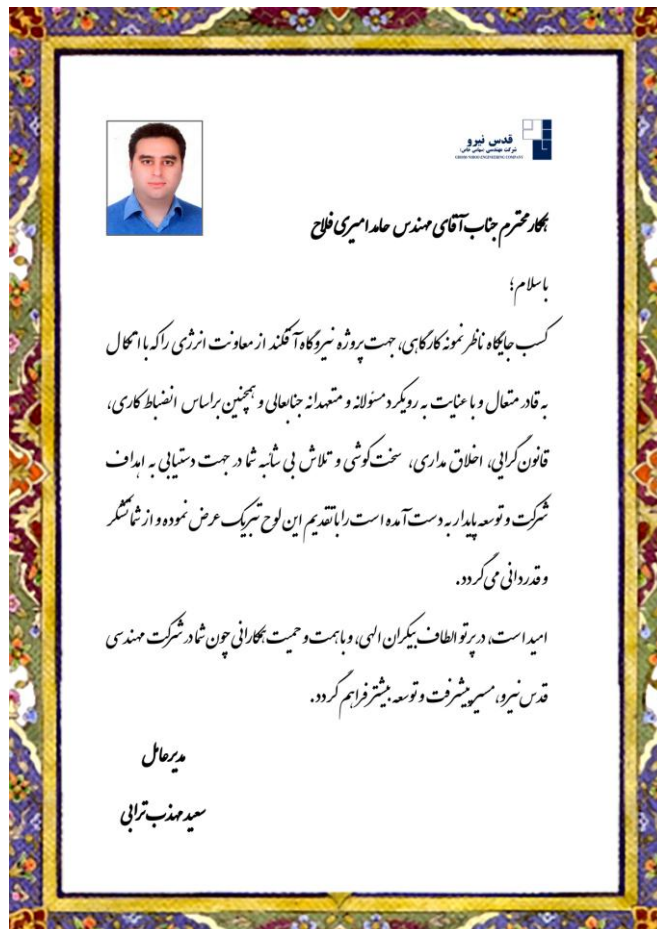 قدس نیرو
شرکت مهندسی (سهامی خاص)
GHODS NIROO ENGINEERING COMPANY
همکار محترم جناب آقای مهندس حامد امیری فلاح
باسلام؛
کسب جایگاه ناظر نمونه کارگاهی، جهت پروژه نیروگاه آفکند از معاونت انرژی را که با اتکال
به قادر متعال و با عنایت به رویکرد مسئولانه و متعهدانه جنابعالی و همچنین براساس انضباط کاری،
قانون گرایی، اخلاق مداری، سخت کوشی و تلاش بی شائبه شما در جهت دستیابی به اهداف
شرکت و توسعه پایدار به دست آمده است را با تقدیم این لوح تبریک عرض نموده و از شما تشکر
و قدردانی می گردد.
امید است، در پرتو الطاف بیکران الهی، و با همت و حمیت همکارانی چون شما در شرکت مهندسی
قدس نیرو، مسیر پیشرفت و توسعه بیشتر فراهم گردد.
مدیرعامل
سعید مهذب ترابی